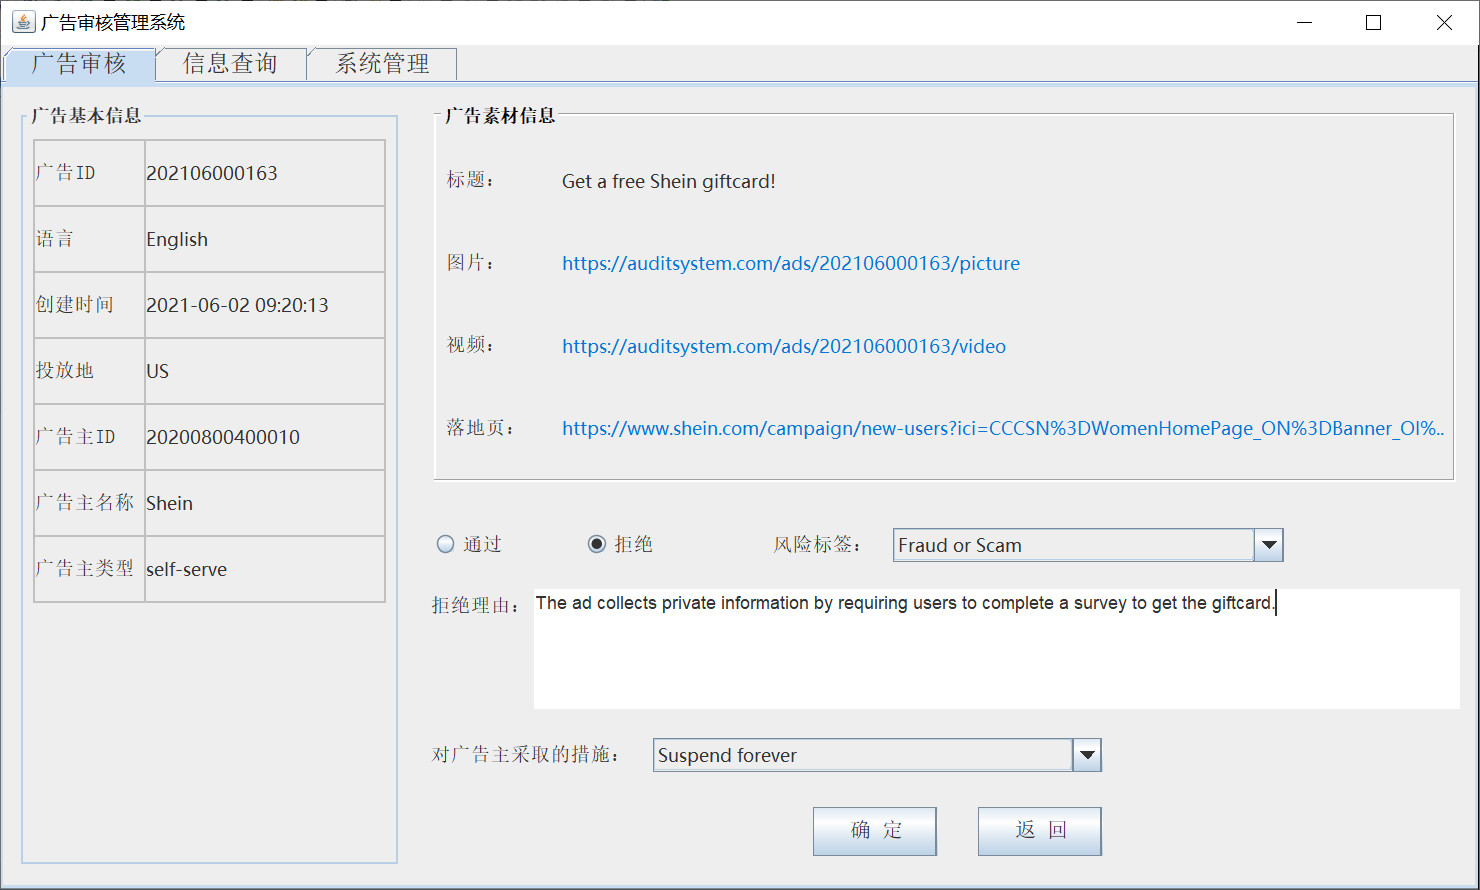 广告审核管理系统
广告审核 信息查询 系统管理
广告基本信息
广告ID 202106000163
语言 English
创建时间 2021-06-02 09:20:13
投放地 US
广告主ID 20200800400010
广告主名称 Shein
广告主类型 self-serve
广告素材信息
标题： Get a free Shein giftcard!
图片： https://auditsystem.com/ads/202106000163/picture
视频： https://auditsystem.com/ads/202106000163/video
落地页： https://www.shein.com/campaign/new-users?ici=CCCSN%3DWomenHomePage_ON%3DBanner_OI%..
通过 拒绝 风险标签： Fraud or Scam
拒绝理由： The ad collects private information by requiring users to complete a survey to get the giftcard.
对广告主采取的措施： Suspend forever
确 定 返 回